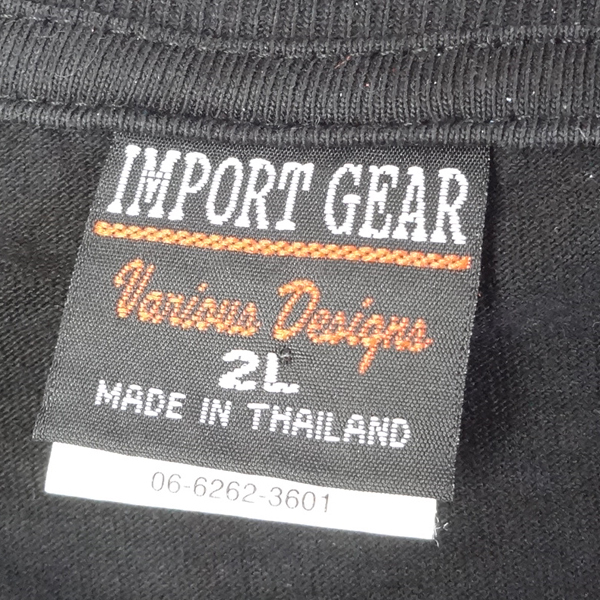 IMPORT GEAR
Various Designs
2L
MADE IN THAILAND
06-6262-3601